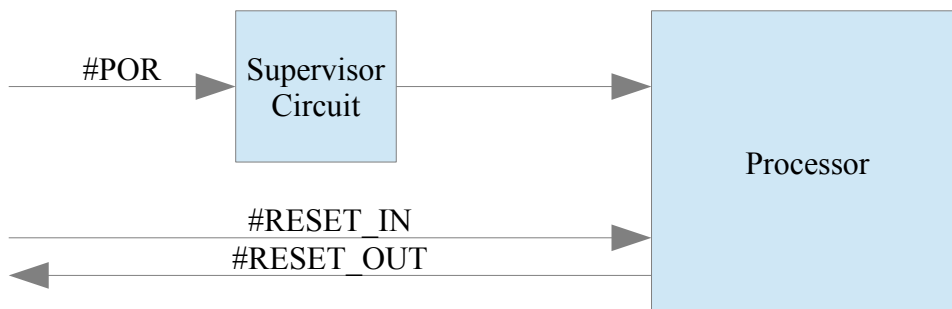 #POR
Supervisor
Circuit
Processor
#RESET_IN
#RESET_OUT